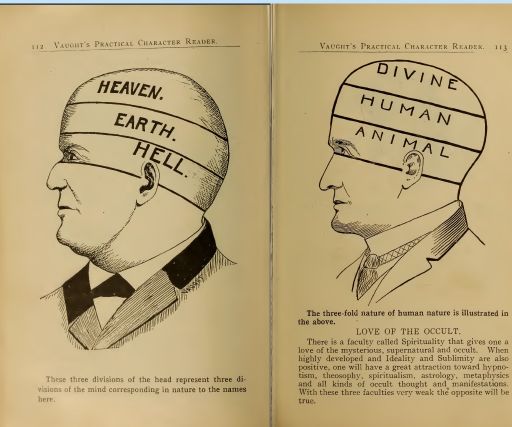 112 VAUGHT'S PRACTICAL CHARACTER READER.
HEAVEN.
EARTH.
HELL.
These three divisions of the head represent three di-
visions of the mind corresponding in nature to the names
here.
VAUGHT'S PRACTICAL CHARACTER READER. 113
DIVINE
HUMAN
ANIMAL
The three-fold nature of human nature is illustrated in
the above.
LOVE OF THE OCCULT.
There is a faculty called Spirituality that gives one a
love of the mysterious, supernatural and occult. When
highly developed and Ideality and Sublimity are also
positive, one will have a great attraction toward hypno-
tism, theosophy, spiritualism, astrology, metaphysics
and all kinds of occult thought and manifestations.
With these three faculties very weak the opposite will be
true.